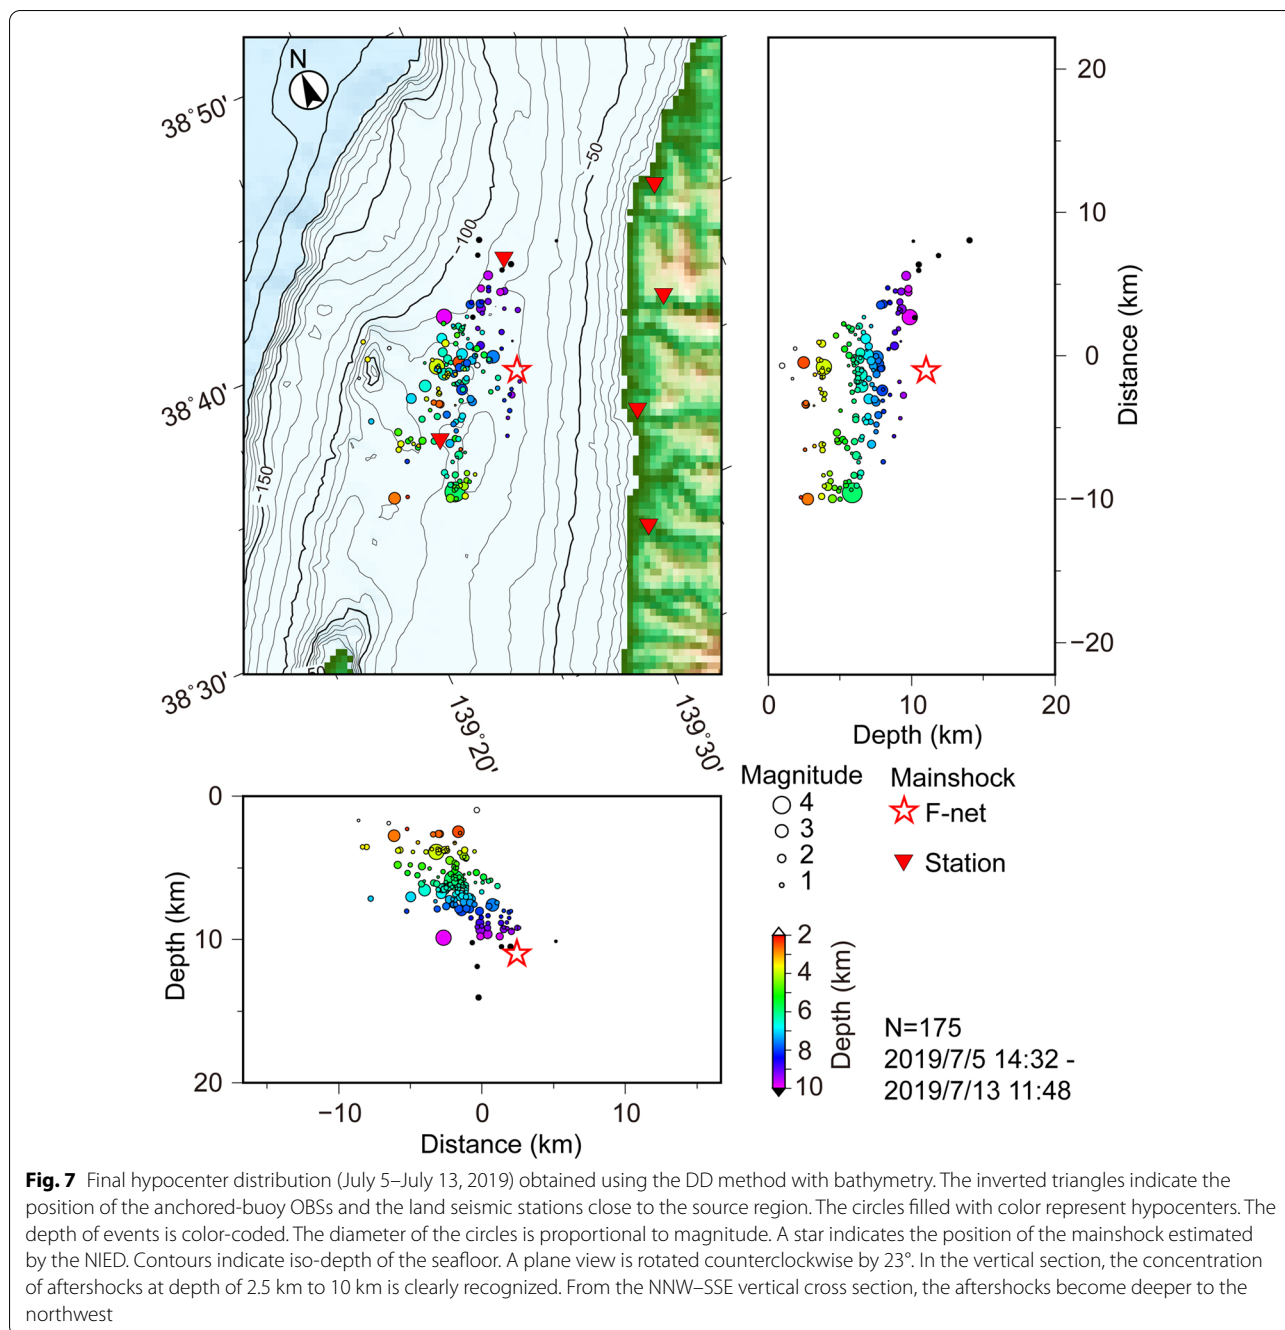 N
38°50'
38°40'
38°30'
−50
−100
−150
50
139°20'
139°30'
20
10
0
−10
−20
Distance (km)
0
10
20
Depth (km)
Magnitude
4
3
2
1
Mainshock
F-net
Station
0
10
20
Depth (km)
−10
0
10
Distance (km)
2
4
6
8
10
Depth (km)
N=175
2019/7/5 14:32 -
2019/7/13 11:48
Fig. 7 Final hypocenter distribution (July 5–July 13, 2019) obtained using the DD method with bathymetry. The inverted triangles indicate the
position of the anchored-buoy OBSs and the land seismic stations close to the source region. The circles filled with color represent hypocenters. The
depth of events is color-coded. The diameter of the circles is proportional to magnitude. A star indicates the position of the mainshock estimated
by the NIED. Contours indicate iso-depth of the seafloor. A plane view is rotated counterclockwise by 23°. In the vertical section, the concentration
of aftershocks at depth of 2.5 km to 10 km is clearly recognized. From the NNW–SSE vertical cross section, the aftershocks become deeper to the
northwest